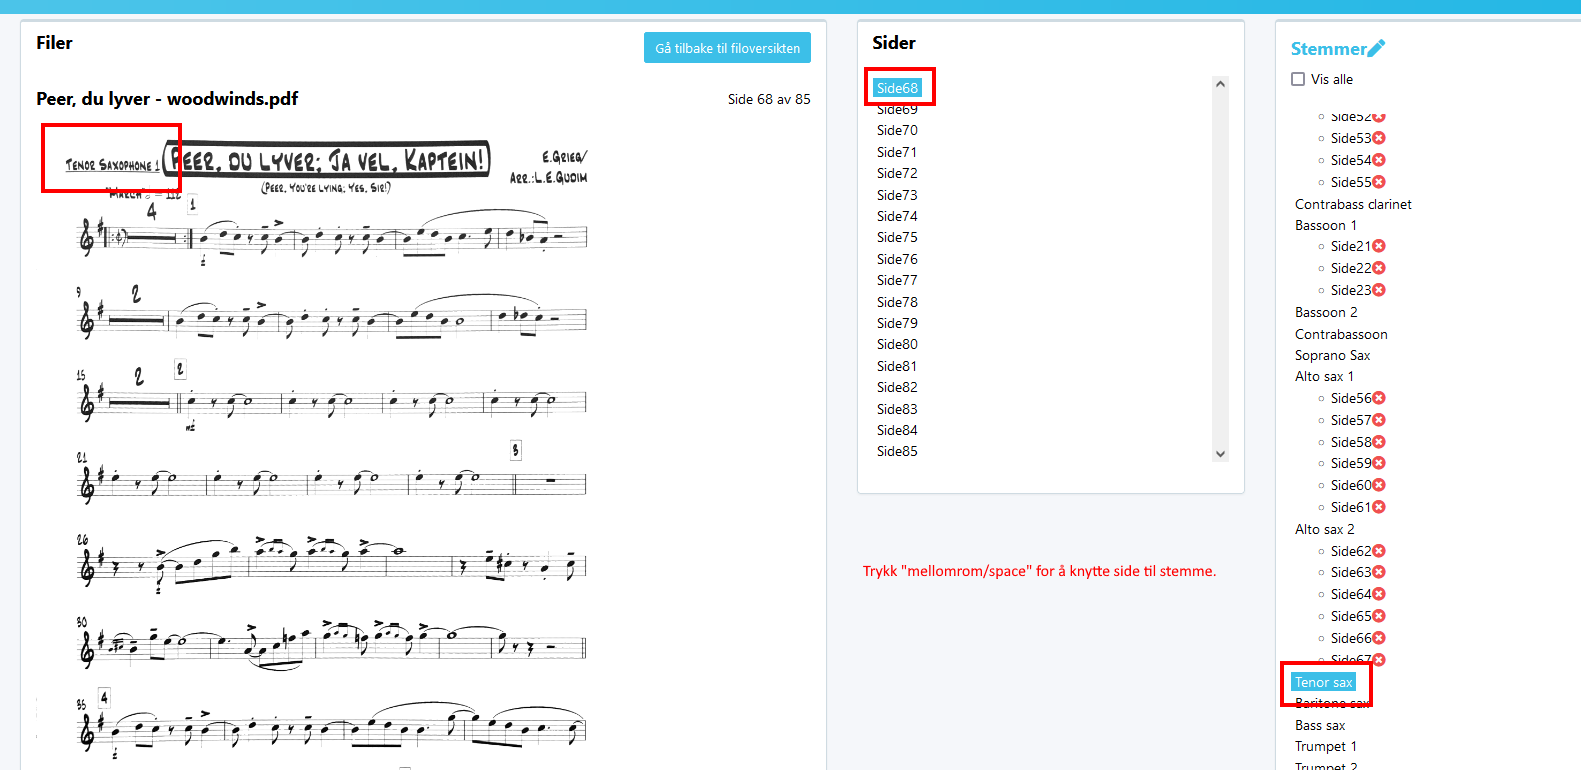 Filer
Gå tilbake til filoversikten
Peer, du lyver - woodwinds.pdf
Side 68 av 85
TENOR SAXOPHONE 1
PEER, DU LYVER; JA VEL, KAPTEIN!
(PEER, YOU'RE LYING; YES, SIR!)
E.GRIEG/
ARR.:L.E.GUDIM
"MARCH" = 112
4
1
9
2
15
2
2
21
3
26
30
35
4
Sider
Side68
Side69
Side70
Side71
Side72
Side73
Side74
Side75
Side76
Side77
Side78
Side79
Side80
Side81
Side82
Side83
Side84
Side85
Trykk "mellomrom/space" for å knytte side til stemme.
Stemmer
Vis alle
Side52
Side53
Side54
Side55
Contrabass clarinet
Bassoon 1
Side21
Side22
Side23
Bassoon 2
Contrabassoon
Soprano Sax
Alto sax 1
Side56
Side57
Side58
Side59
Side60
Side61
Alto sax 2
Side62
Side63
Side64
Side65
Side66
Side67
Tenor sax
Baritone sax
Bass sax
Trumpet 1
Trumpet 2